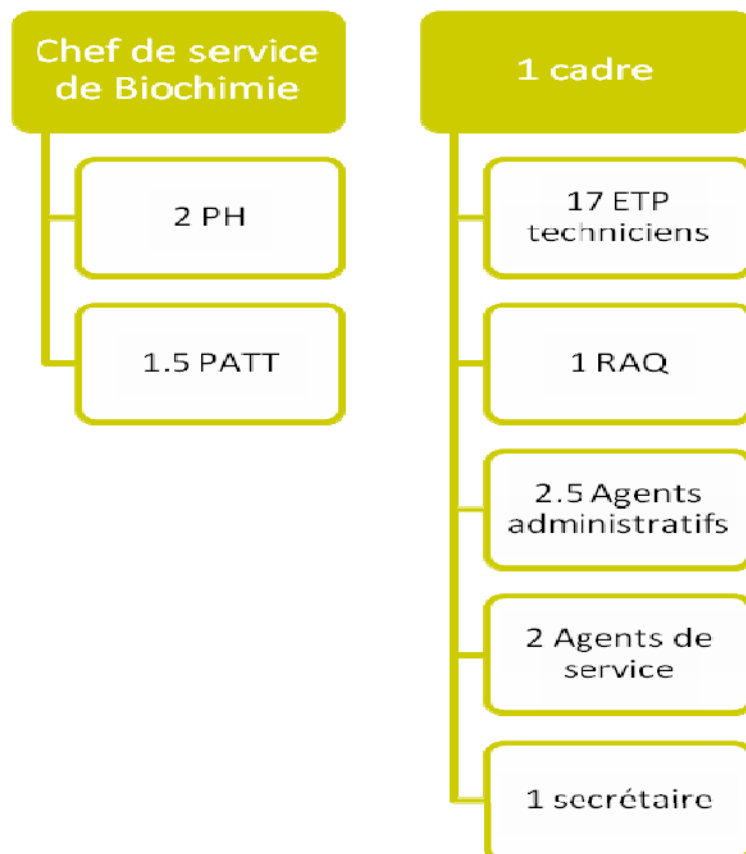 Chef de service
de Biochimie
2 PH
1.5 PATT
1 cadre
17 ETP
techniciens
1 RAQ
2.5 Agents
administratifs
2 Agents de
service
1 secrétaire